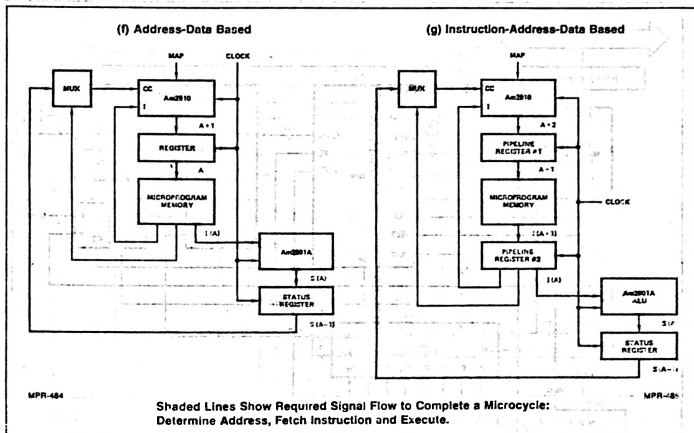 (f) Address-Data Based
MAP
CLOCK
MUX
CC
I
Am2910
A+1
REGISTER
A
MICROPROGRAM
MEMORY
I(A)
Am2901A
S(A)
STATUS
REGISTER
S(A-1)
MPR-484
(g) Instruction-Address-Data Based
MAP
MUX
CC
I
Am2910
A+2
PIPELINE
REGISTER #1
A+1
MICROPROGRAM
MEMORY
CLOCK
I(A+1)
PIPELINE
REGISTER #2
I(A)
Am2901A
ALU
STATUS
REGISTER
Shaded Lines Show Required Signal Flow to Complete a Microcycle:
Determine Address, Fetch Instruction and Execute.